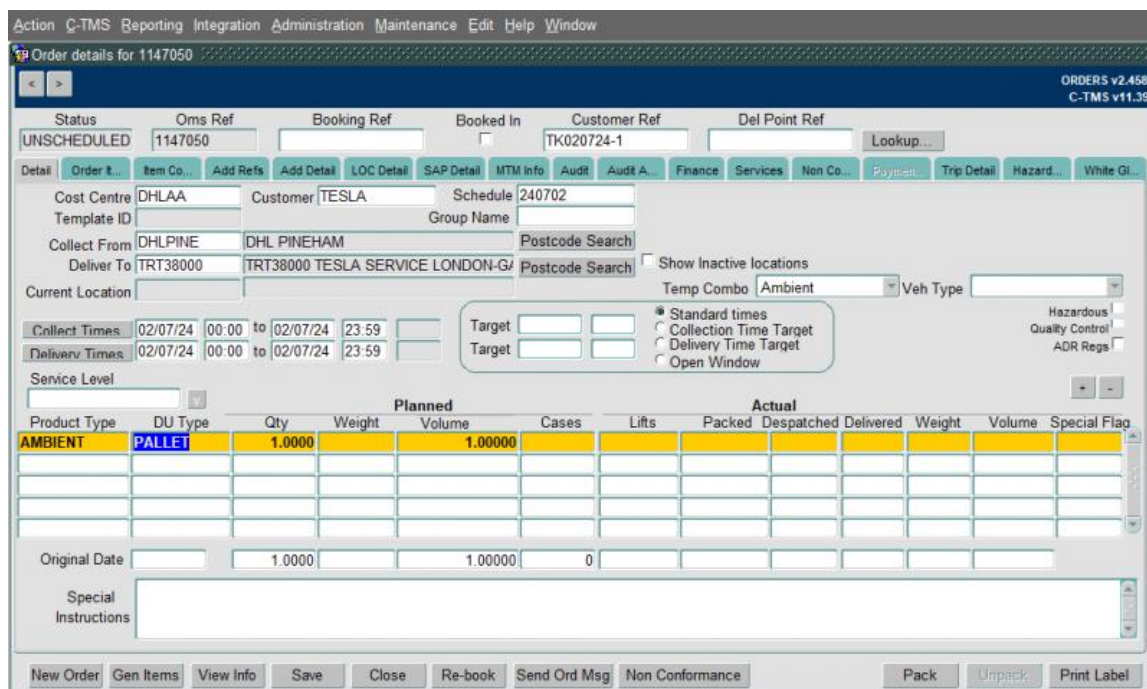 Action C-TMS Reporting Integration Administration Maintenance Edit Help Window
Order details for 1147050
< >
ORDERS v2.458
C-TMS v11.39
Status Oms Ref Booking Ref Booked In Customer Ref Del Point Ref
UNSCHEDULED 1147050 TK020724-1 Lookup...
Detail Order It... Item Co... Add Refs Add Detail LOC Detail SAP Detail MTM Info Audit Audit A... Finance Services Non Co... Paymen... Trip Detail Hazard... White Gl...
Cost Centre DHLAA Customer TESLA Schedule 240702
Template ID Group Name
Collect From DHLPINE DHL PINEHAM Postcode Search
Deliver To TRT38000 TRT38000 TESLA SERVICE LONDON-GA Postcode Search Show Inactive locations
Current Location Temp Combo Ambient Veh Type
Collect Times 02/07/24 00:00 to 02/07/24 23:59 Target
Delivery Times 02/07/24 00:00 to 02/07/24 23:59 Target
Standard times
Collection Time Target
Delivery Time Target
Open Window
Hazardous
Quality Control
ADR Regs
Service Level
+ -
Planned Actual
Product Type DU Type Qty Weight Volume Cases Lifts Packed Despatched Delivered Weight Volume Special Flag
AMBIENT PALLET 1.0000 1.00000
Original Date 1.0000 1.00000 0
Special
Instructions
New Order Gen Items View Info Save Close Re-book Send Ord Msg Non Conformance Pack Unpack Print Label